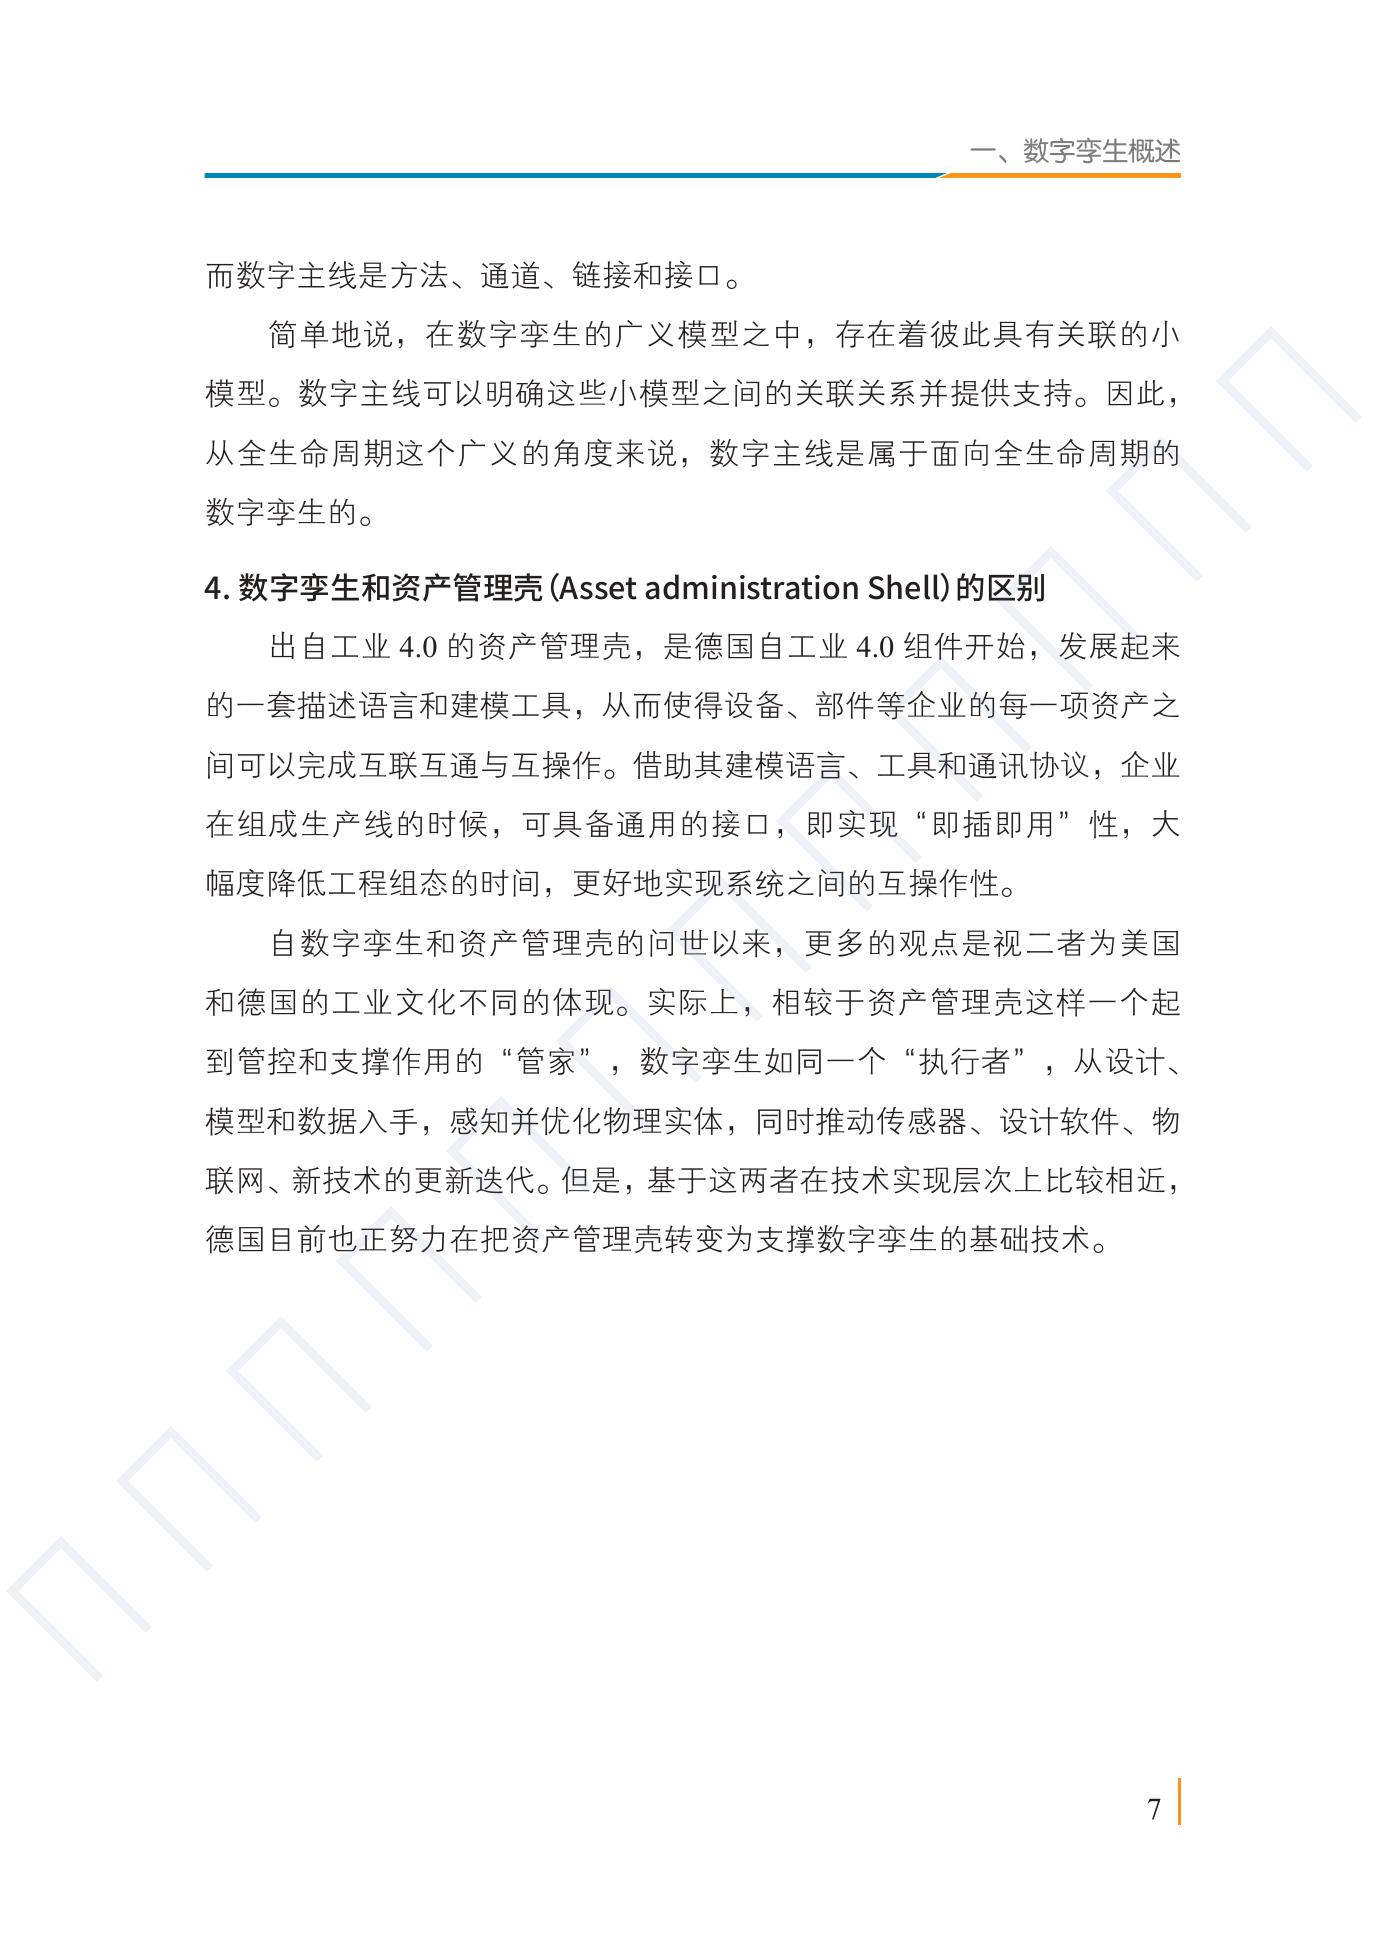 一、数字孪生概述
而数字主线是方法、通道、链接和接口。
简单地说，在数字孪生的广义模型之中，存在着彼此具有关联的小
模型。数字主线可以明确这些小模型之间的关联关系并提供支持。因此，
从全生命周期这个广义的角度来说，数字主线是属于面向全生命周期的
数字孪生的。
4. 数字孪生和资产管理壳（Asset administration Shell）的区别
出自工业 4.0 的资产管理壳，是德国自工业 4.0 组件开始，发展起来
的一套描述语言和建模工具，从而使得设备、部件等企业的每一项资产之
间可以完成互联互通与互操作。借助其建模语言、工具和通讯协议，企业
在组成生产线的时候，可具备通用的接口，即实现“即插即用”性，大
幅度降低工程组态的时间，更好地实现系统之间的互操作性。
自数字孪生和资产管理壳的问世以来，更多的观点是视二者为美国
和德国的工业文化不同的体现。实际上，相较于资产管理壳这样一个起
到管控和支撑作用的“管家”，数字孪生如同一个“执行者”，从设计、
模型和数据入手，感知并优化物理实体，同时推动传感器、设计软件、物
联网、新技术的更新迭代。但是，基于这两者在技术实现层次上比较相近，
德国目前也正努力在把资产管理壳转变为支撑数字孪生的基础技术。
7